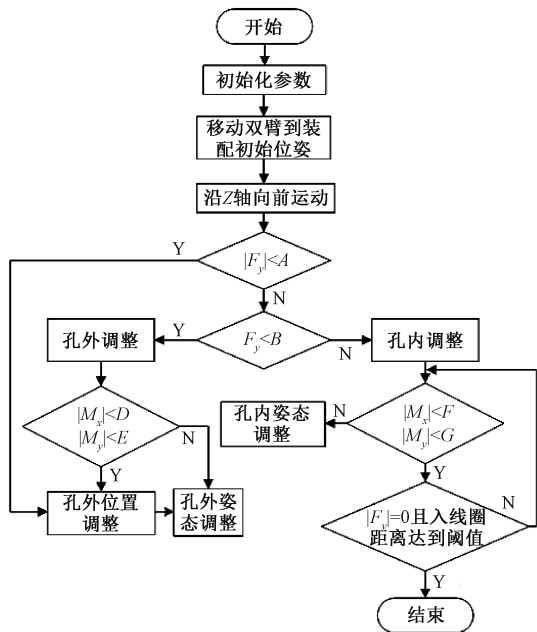 开始
初始化参数
移动双臂到装
配初始位姿
沿Z轴向前运动
Y
|Fy|<A
N
孔外调整
Y
Fy<B
N
孔内调整
|Mx|<D
|My|<E
N
Y
孔内姿态
调整
N
|Mx|<F
|My|<G
Y
孔外位置
调整
孔外姿
态调整
|Fy|=0且入线圈
距离达到阈值
N
Y
结束